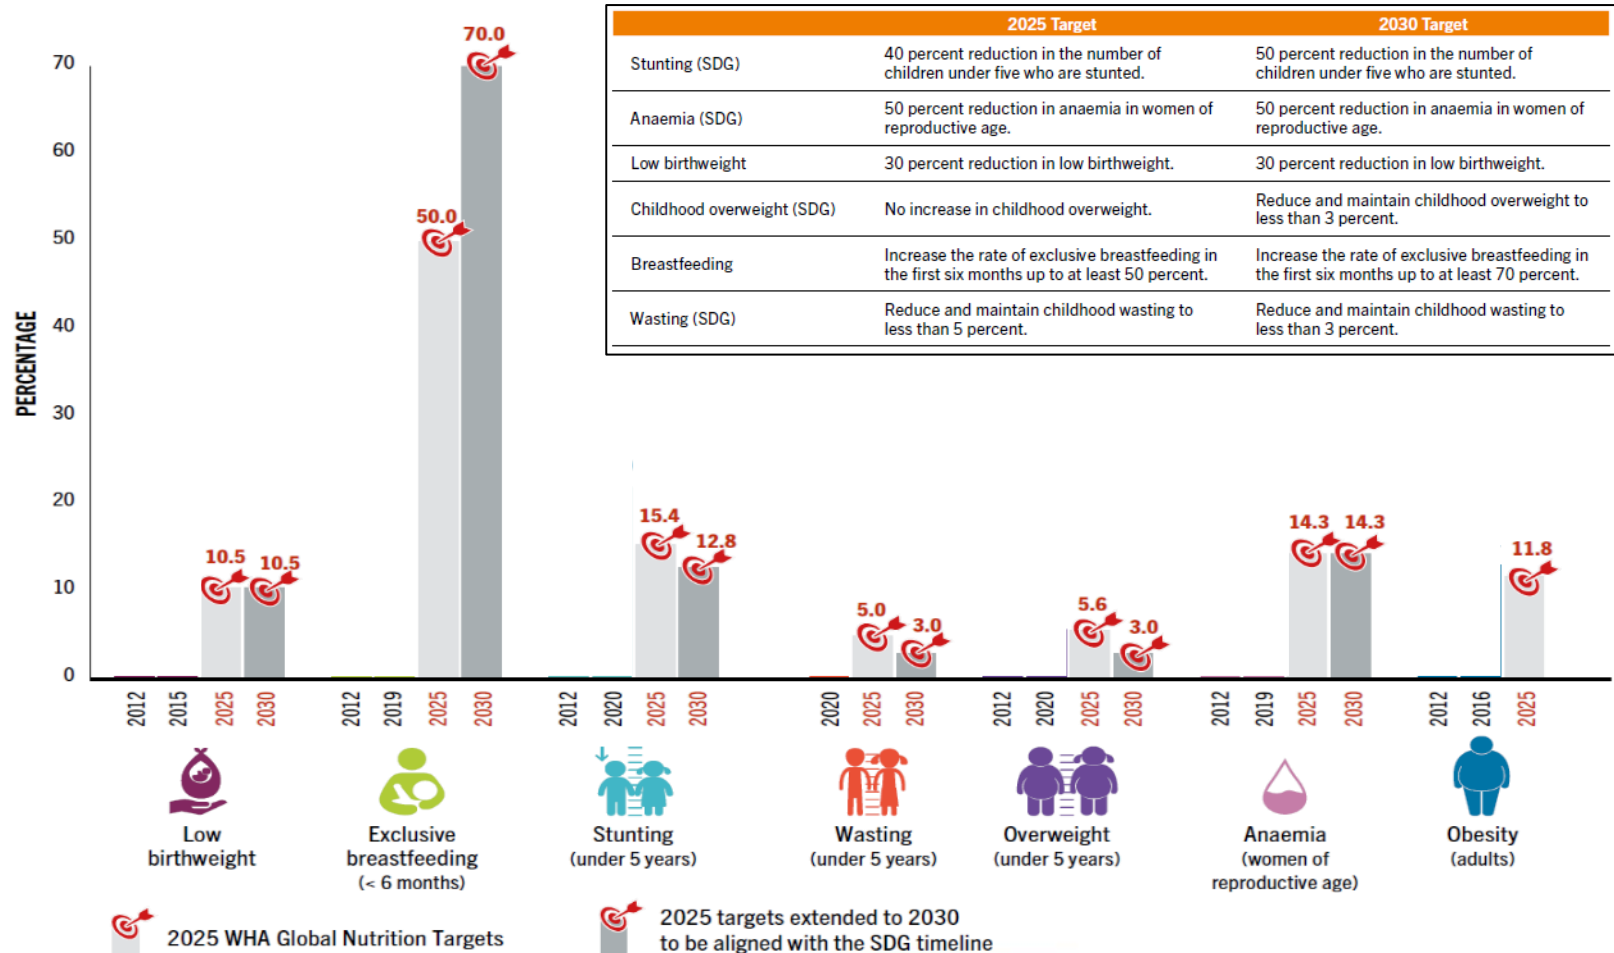 2025 Target 2030 Target
Stunting (SDG) 40 percent reduction in the number of children under five who are stunted. 50 percent reduction in the number of children under five who are stunted.
Anaemia (SDG) 50 percent reduction in anaemia in women of reproductive age. 50 percent reduction in anaemia in women of reproductive age.
Low birthweight 30 percent reduction in low birthweight. 30 percent reduction in low birthweight.
Childhood overweight (SDG) No increase in childhood overweight. Reduce and maintain childhood overweight to less than 3 percent.
Breastfeeding Increase the rate of exclusive breastfeeding in the first six months up to at least 50 percent. Increase the rate of exclusive breastfeeding in the first six months up to at least 70 percent.
Wasting (SDG) Reduce and maintain childhood wasting to less than 5 percent. Reduce and maintain childhood wasting to less than 3 percent.
PERCENTAGE
70
60
50
40
30
20
10
0
10.5 10.5
50.0 70.0
15.4 12.8
5.0 3.0
5.6 3.0
14.3 14.3
11.8
2012 2015 2025 2030
2012 2019 2025 2030
2012 2020 2025 2030
2020 2025 2030
2012 2020 2025 2030
2012 2019 2025 2030
2012 2016 2025
Low
birthweight
Exclusive
breastfeeding
(< 6 months)
Stunting
(under 5 years)
Wasting
(under 5 years)
Overweight
(under 5 years)
Anaemia
(women of
reproductive age)
Obesity
(adults)
2025 WHA Global Nutrition Targets
2025 targets extended to 2030
to be aligned with the SDG timeline